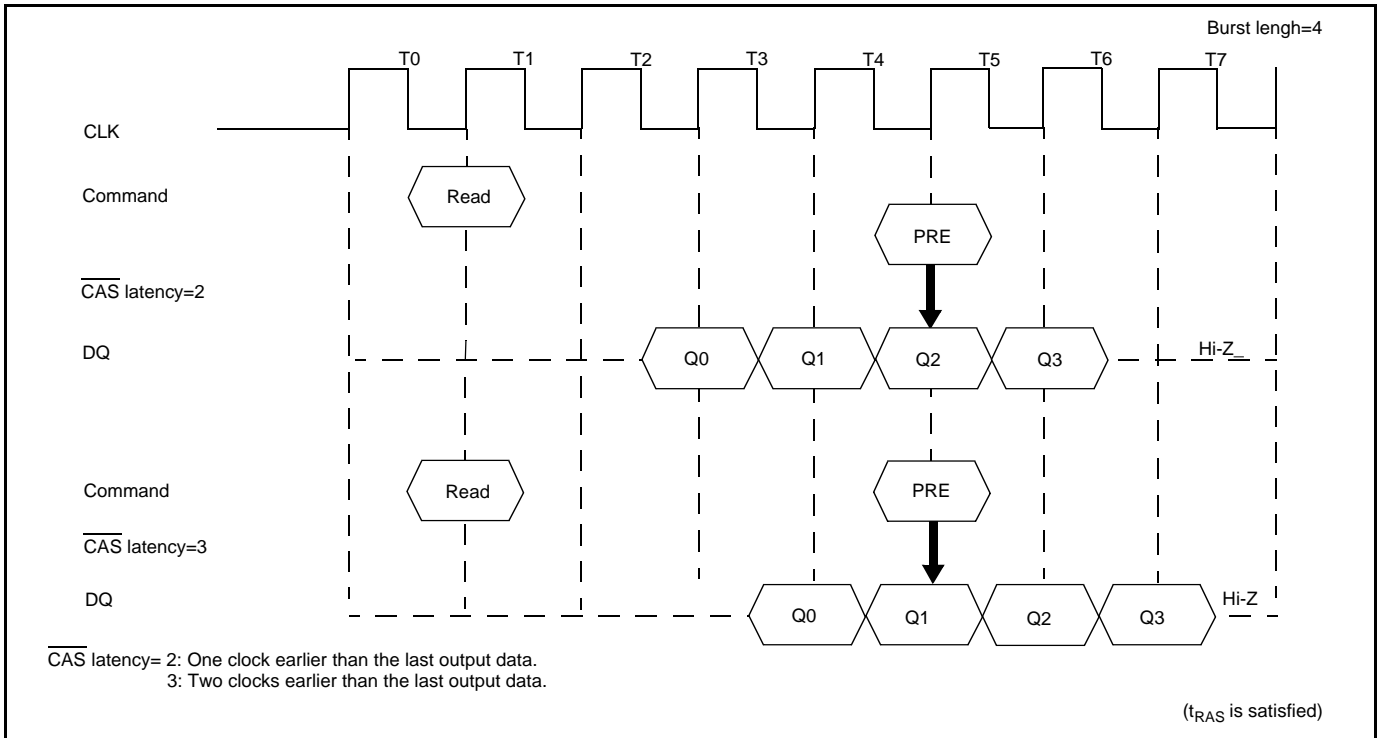 Burst lengh=4
T0 T1 T2 T3 T4 T5 T6 T7
CLK
Command
Read
PRE
CAS latency=2
DQ
Q0 Q1 Q2 Q3
Hi-Z_
Command
Read
PRE
CAS latency=3
DQ
Q0 Q1 Q2 Q3
Hi-Z
CAS latency= 2: One clock earlier than the last output data.
3: Two clocks earlier than the last output data.
(tRAS is satisfied)